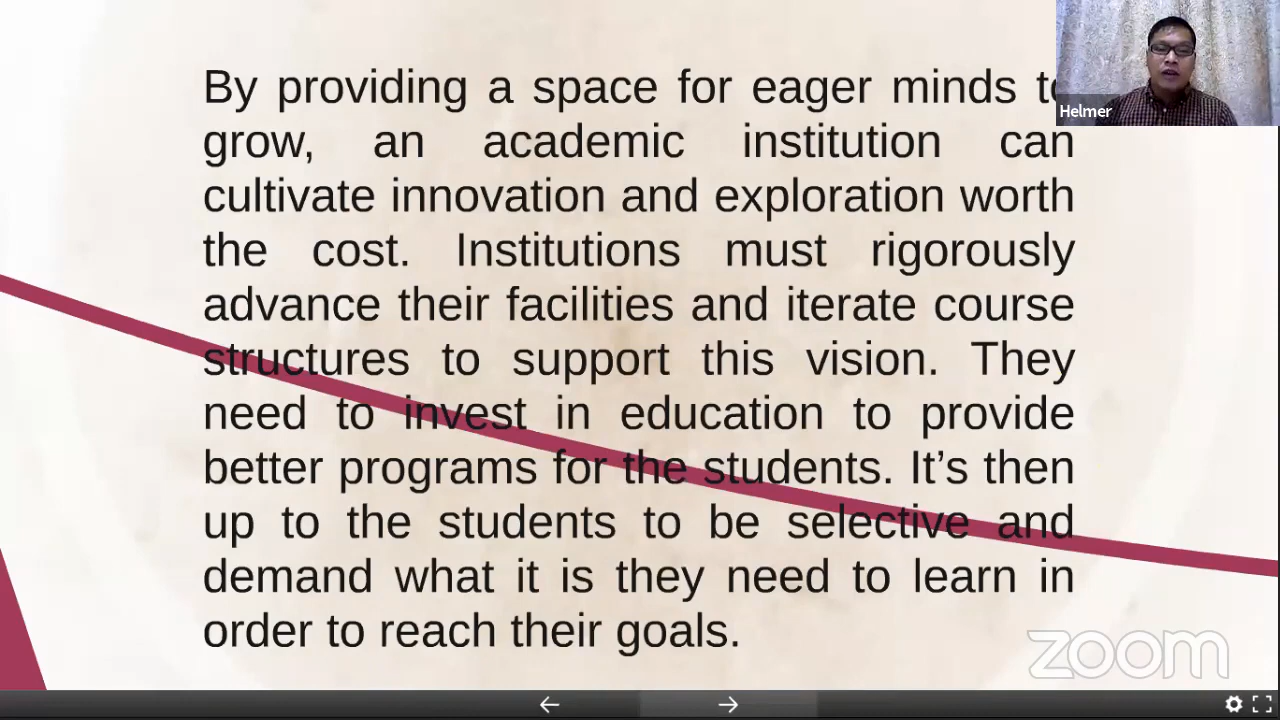 By providing a space for eager minds to
Helmer
grow, an academic institution can
cultivate innovation and exploration worth
the cost. Institutions must rigorously
advance their facilities and iterate course
structures to support this vision. They
need to invest in education to provide
better programs for the students. It’s then
up to the students to be selective and
demand what it is they need to learn in
order to reach their goals.
zoom